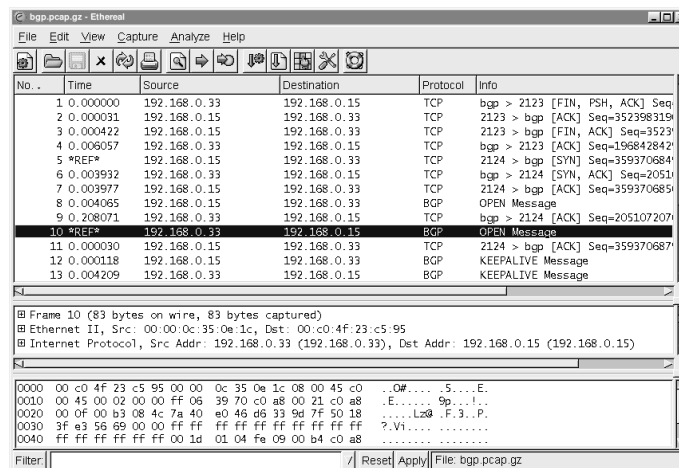 bgp.pcap.gz - Ethereal
File Edit View Capture Analyze Help
No. . Time Source Destination Protocol Info
1 0.000000 192.168.0.33 192.168.0.15 TCP bgp > 2123 [FIN, PSH, ACK] Seq
2 0.000031 192.168.0.15 192.168.0.33 TCP 2123 > bgp [ACK] Seq=352398319
3 0.000422 192.168.0.15 192.168.0.33 TCP 2123 > bgp [FIN, ACK] Seq=3523
4 0.006057 192.168.0.33 192.168.0.15 TCP bgp > 2123 [ACK] Seq=196842842
5 *REF* 192.168.0.15 192.168.0.33 TCP 2124 > bgp [SYN] Seq=359370684
6 0.003932 192.168.0.33 192.168.0.15 TCP bgp > 2124 [SYN, ACK] Seq=2051
7 0.003977 192.168.0.15 192.168.0.33 TCP 2124 > bgp [ACK] Seq=359370685
8 0.004065 192.168.0.15 192.168.0.33 BGP OPEN Message
9 0.208071 192.168.0.33 192.168.0.15 TCP bgp > 2124 [ACK] Seq=205107207
10 *REF* 192.168.0.33 192.168.0.15 BGP OPEN Message
11 0.000030 192.168.0.15 192.168.0.33 TCP 2124 > bgp [ACK] Seq=359370687
12 0.000118 192.168.0.15 192.168.0.33 BGP KEEPALIVE Message
13 0.004209 192.168.0.33 192.168.0.15 BGP KEEPALIVE Message
Frame 10 (83 bytes on wire, 83 bytes captured)
Ethernet II, Src: 00:00:0c:35:0e:1c, Dst: 00:c0:4f:23:c5:95
Internet Protocol, Src Addr: 192.168.0.33 (192.168.0.33), Dst Addr: 192.168.0.15 (192.168.0.15)
0000 00 c0 4f 23 c5 95 00 00 0c 35 0e 1c 08 00 45 c0 ..O#.... .5....E.
0010 00 45 00 02 00 00 ff 06 39 70 c0 a8 00 21 c0 a8 .E...... 9p...!..
0020 00 0f 00 b3 08 4c 7a 40 e0 46 d6 33 9d 7f 50 18 .....Lz@ .F.3..P.
0030 3f e3 56 69 00 00 ff ff ff ff ff ff ff ff ff ff ?.Vi.... ........
0040 ff ff ff ff ff ff 00 1d 01 04 fe 09 00 b4 c0 a8 ........ ........
Filter: / Reset Apply File: bgp.pcap.gz